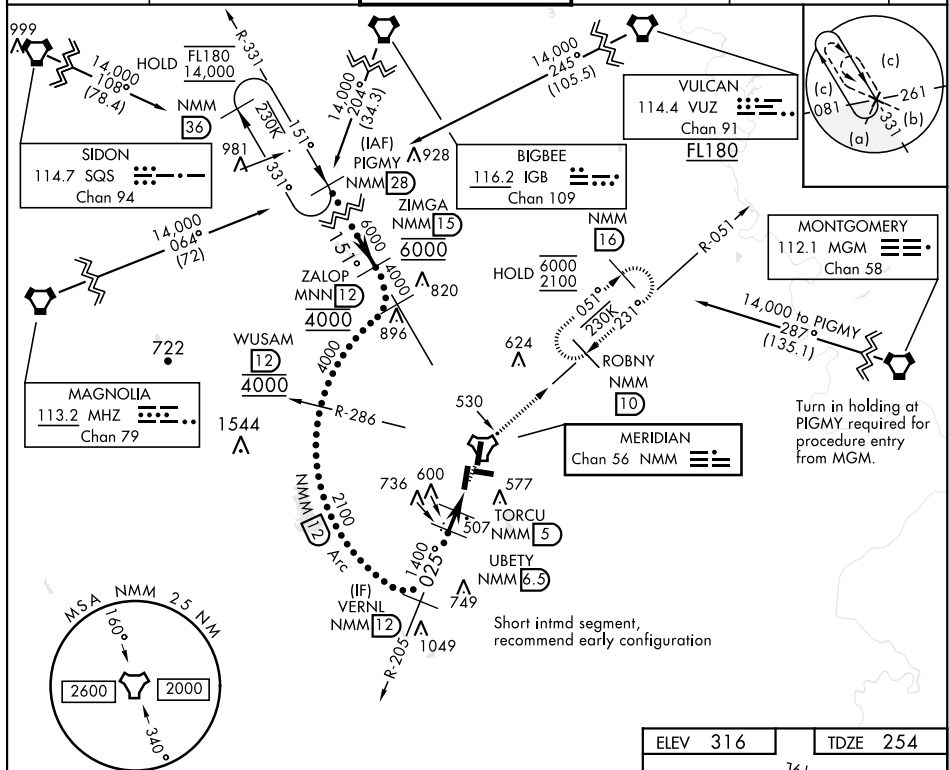 999
14,000
108°
(78.4)
HOLD
FL180
14,000
R-331
14,000
204°
(34.3)
14,000
245°
(105.5)
VULCAN
114.4 VUZ
Chan 91
FL180
(c)
(c)
081
261
(b)
(a)
331
NMM
36
230K
151°
331°
981
(IAF)
PIGMY
NMM 28
928
SIDON
114.7 SQS
Chan 94
BIGBEE
116.2 IGB
Chan 109
ZIMGA
NMM 15
6000
6000
151°
4000
NMM
16
R-051
MONTGOMERY
112.1 MGM
Chan 58
14,000
064°
(72)
HOLD
6000
2100
051°
230K
231°
ZALOP
MNN 12
4000
820
896
14,000 to PIGMY
287°
(135.1)
722
WUSAM
12
4000
4000
624
ROBNY
NMM
10
MAGNOLIA
113.2 MHZ
Chan 79
R-286
530
Turn in holding at
PIGMY required for
procedure entry
from MGM.
1544
MERIDIAN
Chan 56 NMM
736
600
577
NMM 12 Arc
2100
507
TORCU
NMM 5
1400
025°
UBETY
NMM 6.5
(IF)
VERNL
NMM 12
749
1049
Short intmd segment,
recommend early configuration
R-205
MSA NMM 25 NM
160°
2600
2000
340°
ELEV 316
TDZE 254